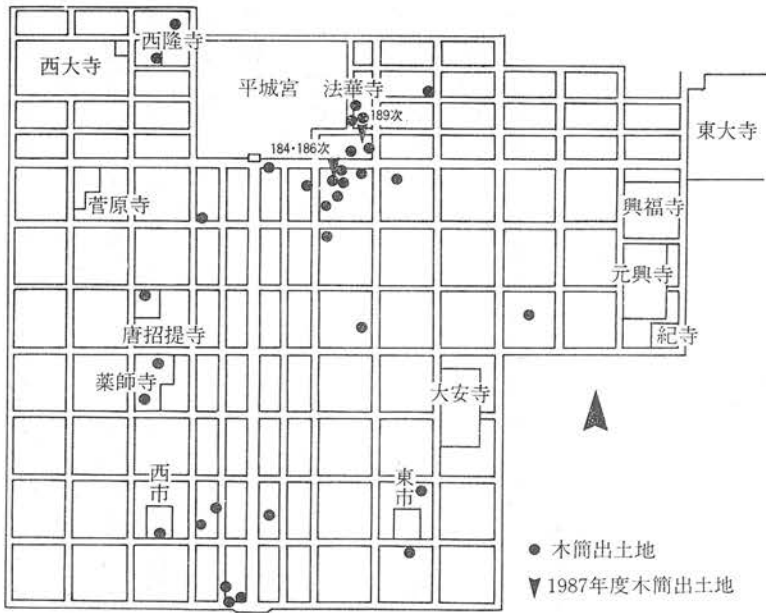 西隆寺
西大寺
平城宮
法華寺
189次
東大寺
184・186次
菅原寺
興福寺
元興寺
唐招提寺
紀寺
薬師寺
大安寺
西市
東市
木簡出土地
1987年度木簡出土地